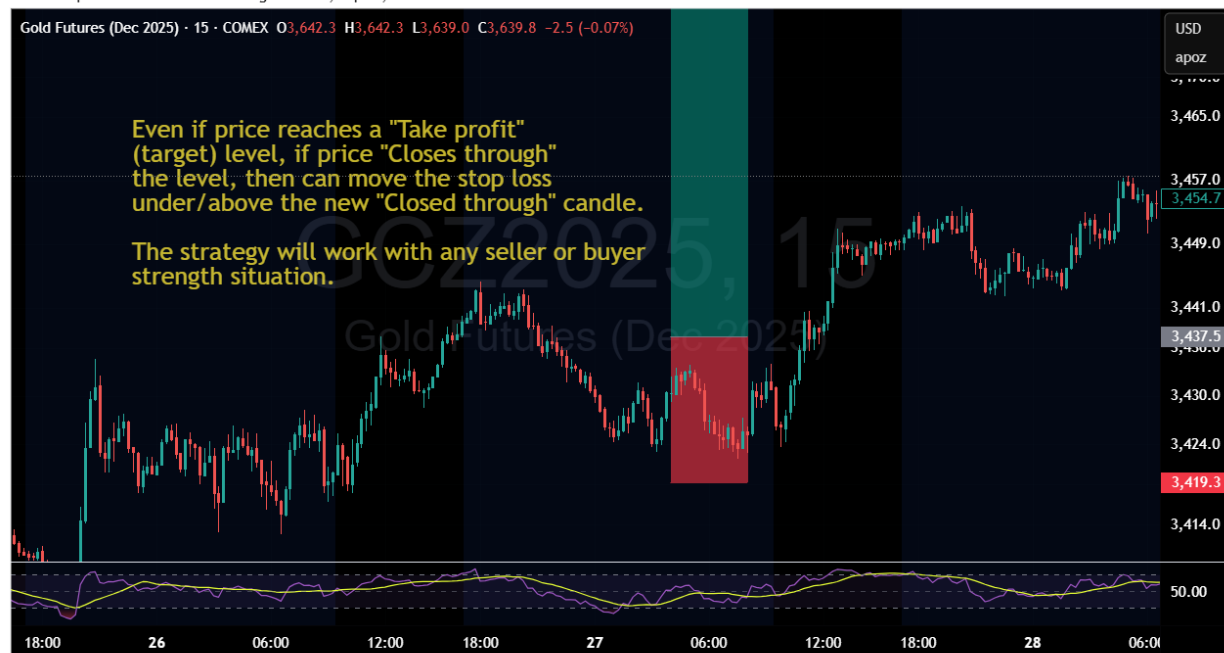 Gold Futures (Dec 2025) · 15 · COMEX O3,642.3 H3,642.3 L3,639.0 C3,639.8 −2.5 (−0.07%)
USD
apoz
Even if price reaches a "Take profit"
(target) level, if price "Closes through"
the level, then can move the stop loss
under/above the new "Closed through" candle.
The strategy will work with any seller or buyer
strength situation.
GCZ2025, 15
Gold Futures (Dec 2025)
3,465.0
3,457.0
3,454.7
3,449.0
3,441.0
3,437.5
3,430.0
3,424.0
3,419.3
3,414.0
50.00
18:00 26 06:00 12:00 18:00 27 06:00 12:00 18:00 28